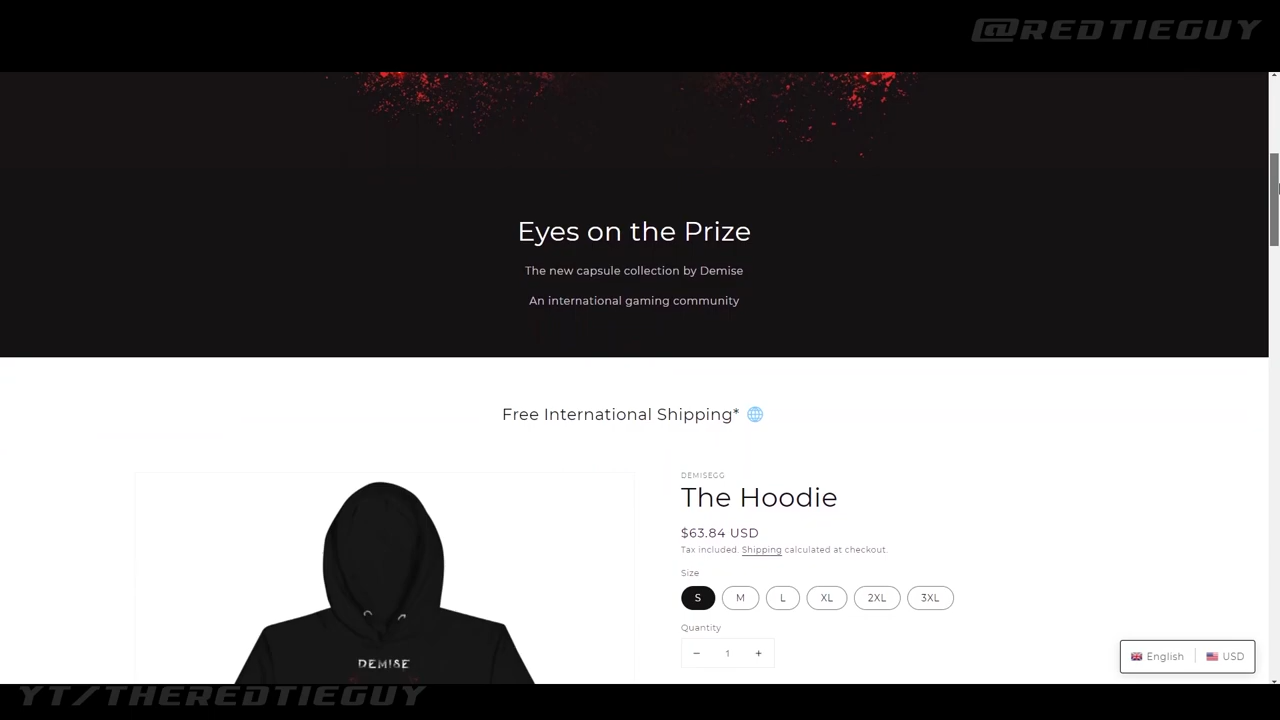 @REDTIEGUY
Eyes on the Prize
The new capsule collection by Demise
An international gaming community
Free International Shipping*
DEMISEGG
The Hoodie
$63.84 USD
Tax included. Shipping calculated at checkout.
Size
S M L XL 2XL 3XL
Quantity
− 1 +
DEMISE
English USD
YT/THEREDTIEGUY